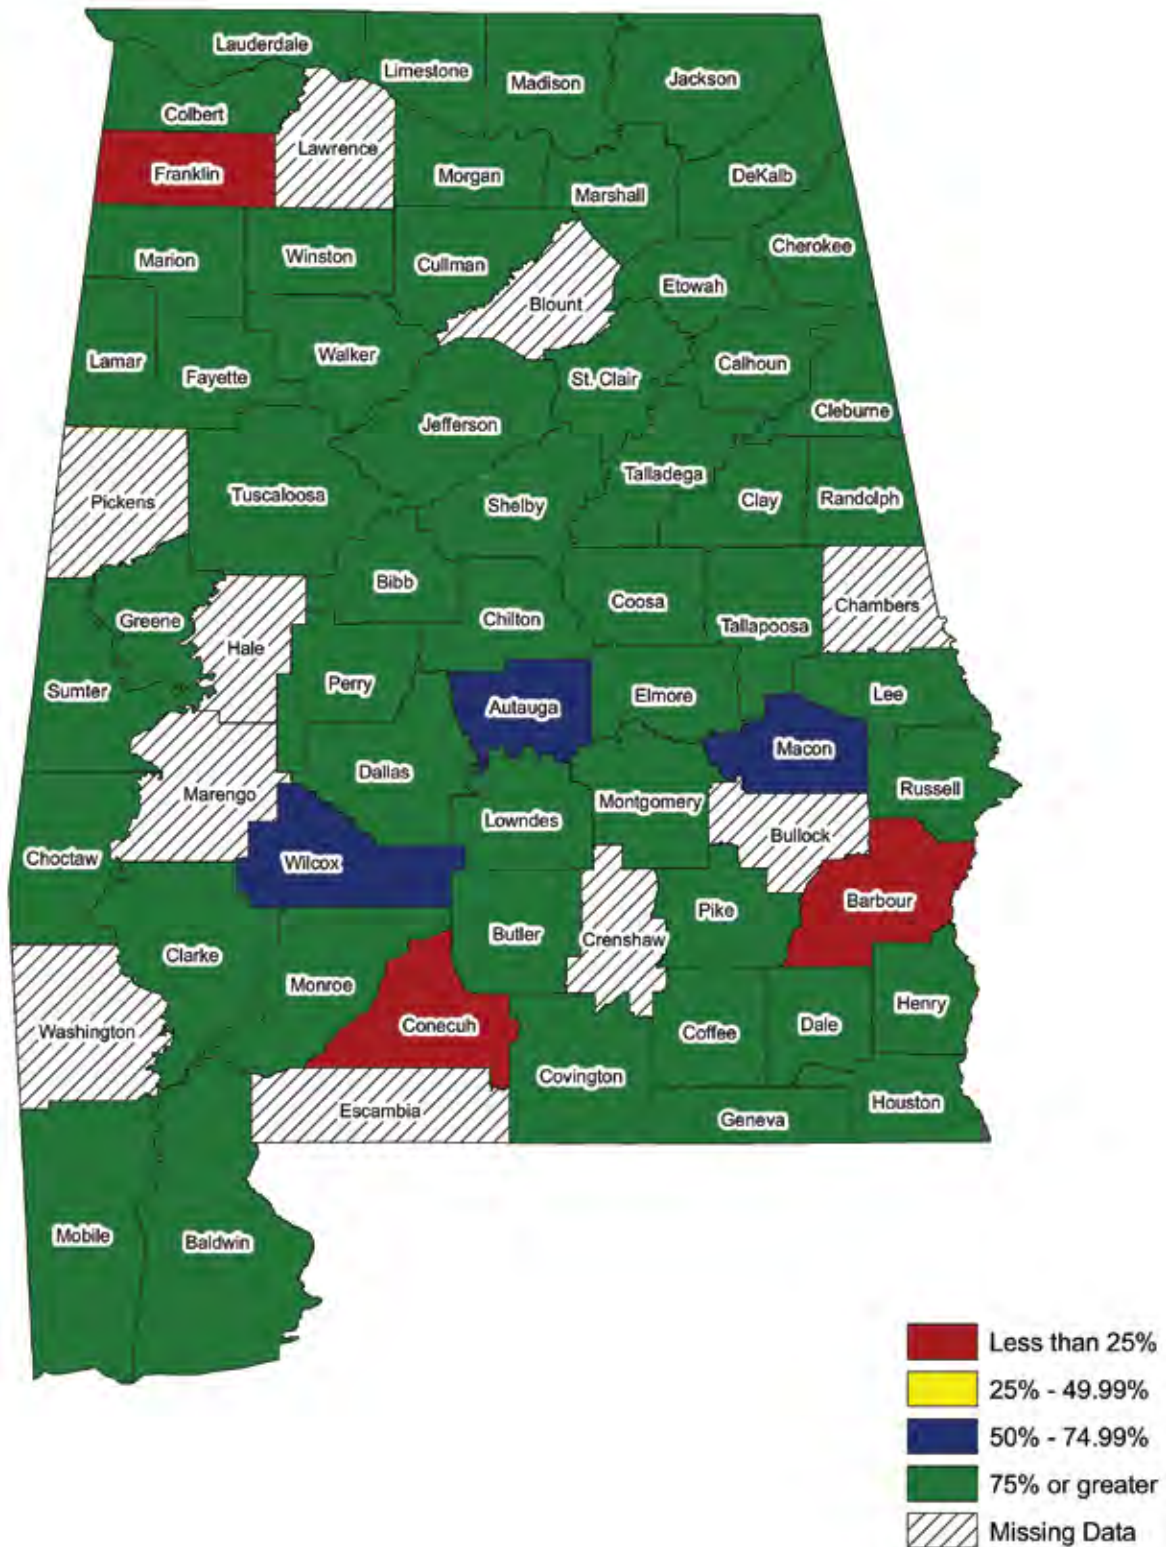 Lauderdale
Limestone
Madison
Jackson
Colbert
Lawrence
Franklin
Morgan
Marshall
DeKalb
Cherokee
Marion
Winston
Cullman
Etowah
Blount
Lamar
Fayette
Walker
St. Clair
Calhoun
Cleburne
Jefferson
Talladega
Pickens
Tuscaloosa
Shelby
Clay
Randolph
Bibb
Chilton
Coosa
Tallapoosa
Chambers
Greene
Hale
Sumter
Perry
Autauga
Elmore
Lee
Macon
Dallas
Marengo
Lowndes
Montgomery
Russell
Bullock
Choctaw
Wilcox
Barbour
Pike
Butler
Crenshaw
Clarke
Monroe
Conecuh
Henry
Washington
Coffee
Dale
Covington
Escambia
Geneva
Houston
Mobile
Baldwin
Less than 25%
25% - 49.99%
50% - 74.99%
75% or greater
Missing Data